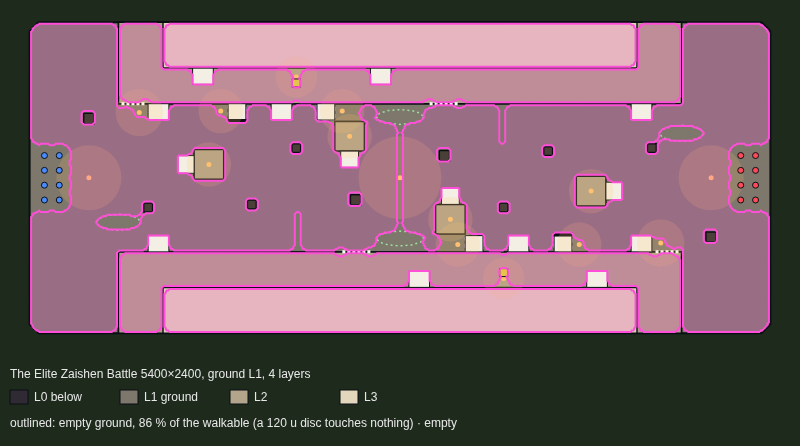 The Elite Zaishen Battle 5400×2400, ground L1, 4 layers
L0 below
L1 ground
L2
L3
outlined: empty ground, 86 % of the walkable (a 120 u disc touches nothing) · empty